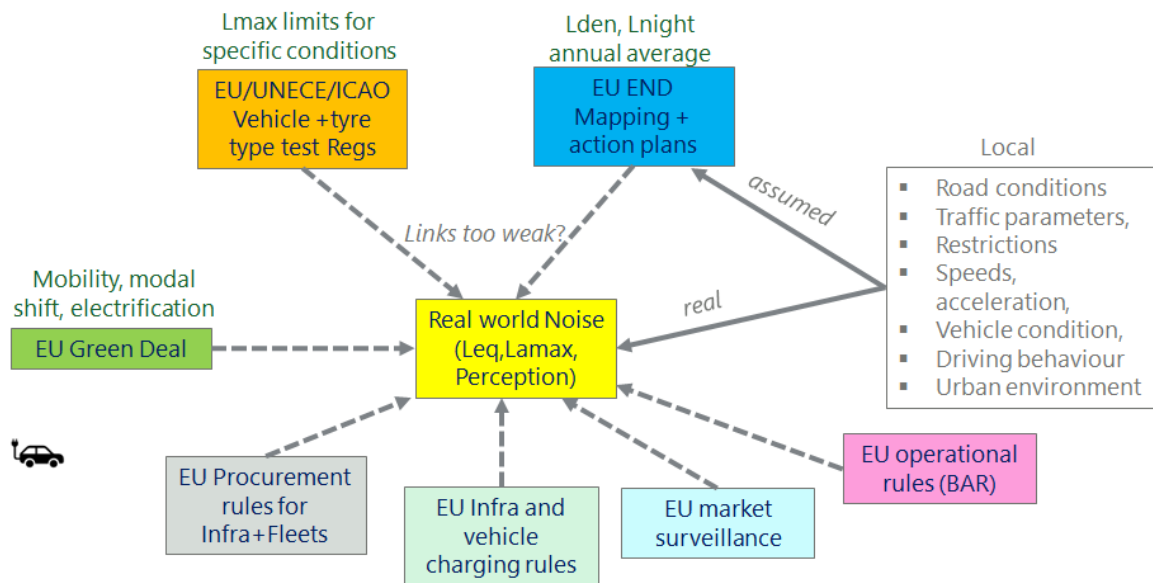 Lmax limits for
specific conditions
EU/UNECE/ICAO
Vehicle +tyre
type test Regs
Lden, Lnight
annual average
EU END
Mapping +
action plans
Local
▪ Road conditions
▪ Traffic parameters,
▪ Restrictions
▪ Speeds,
acceleration,
▪ Vehicle condition,
▪ Driving behaviour
▪ Urban environment
assumed
real
Links too weak?
Mobility, modal
shift, electrification
EU Green Deal
Real world Noise
(Leq,Lamax,
Perception)
EU Procurement
rules for
Infra+Fleets
EU Infra and
vehicle
charging rules
EU market
surveillance
EU operational
rules (BAR)